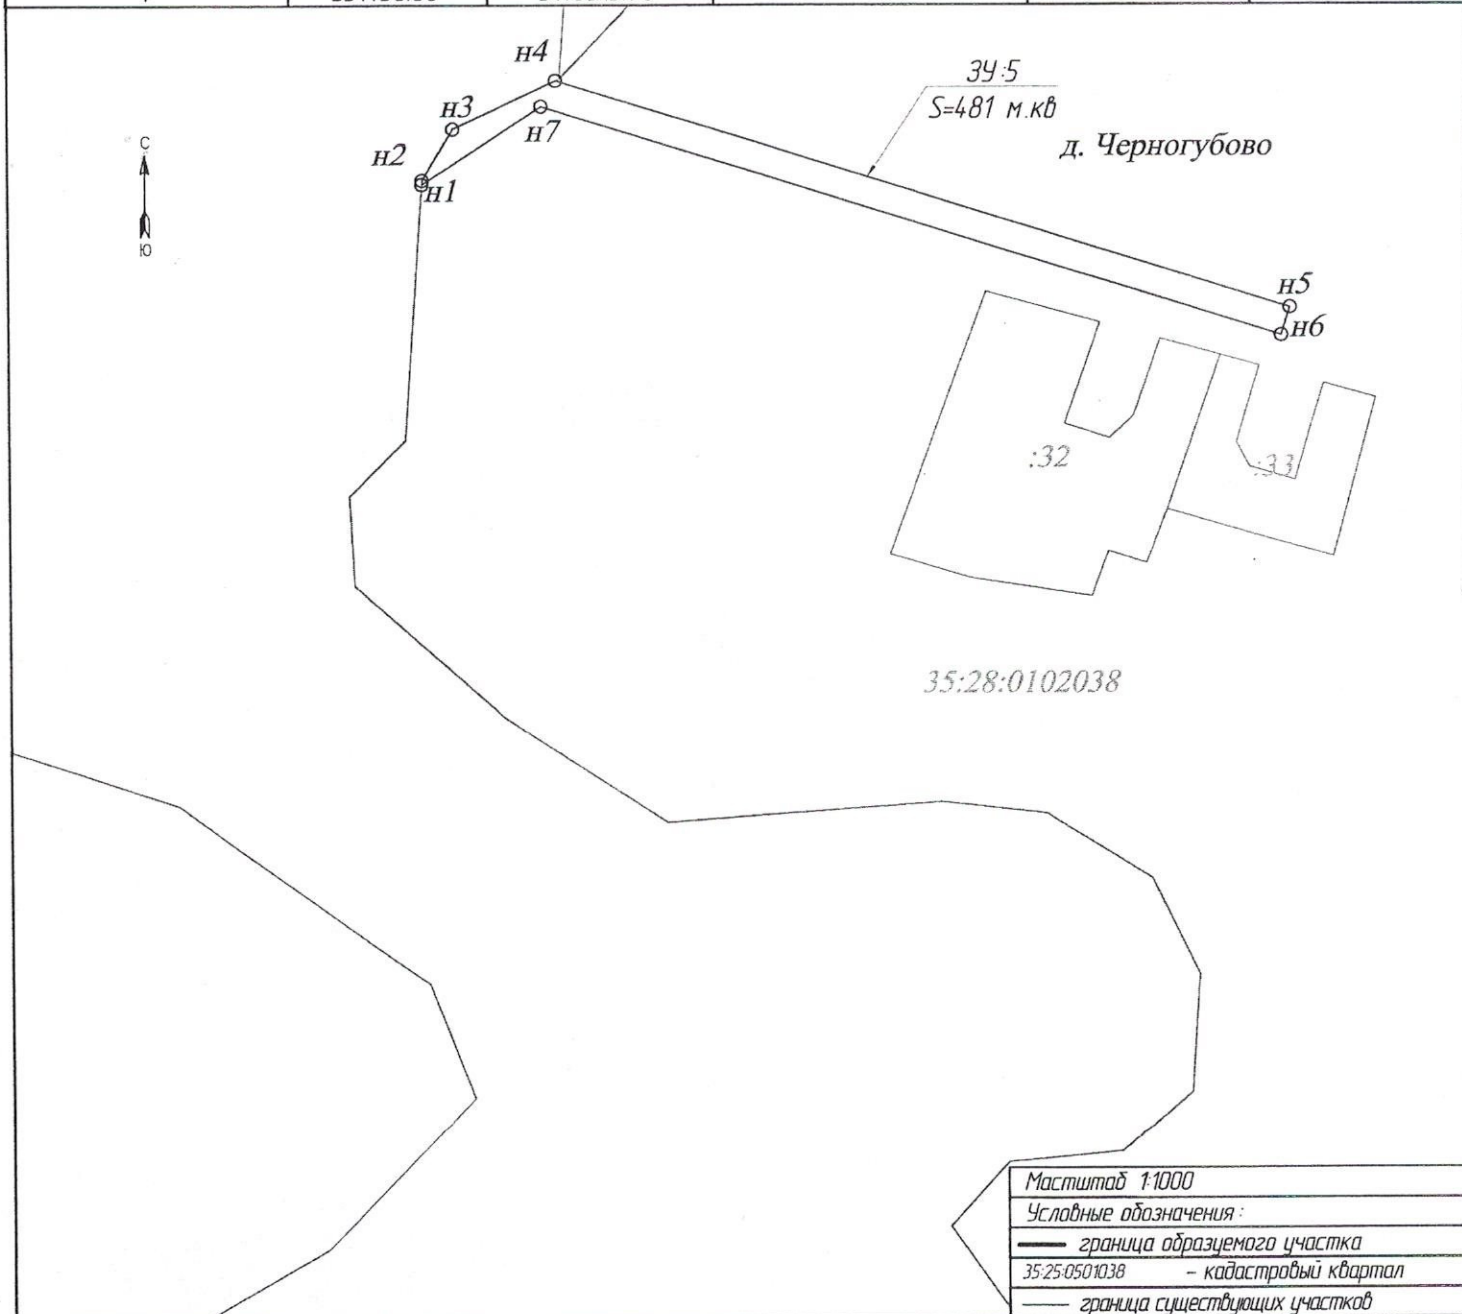 н4
ЗУ:5
S=481 м.кв
н3
н7
д. Черногубово
С
н2
н1
Ю
н5
н6
:32
:33
35:28:0102038
Масштаб 1:1000
Условные обозначения:
граница образуемого участка
35:25:0501038 - кадастровый квартал
граница существующих участков